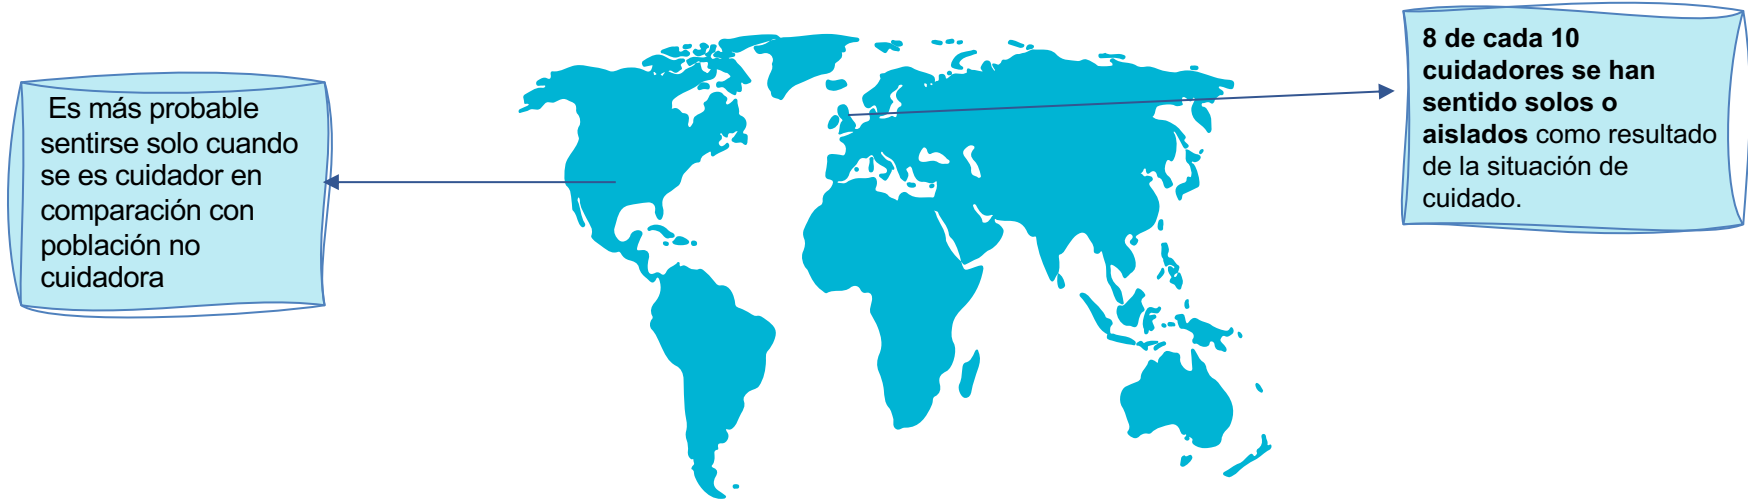 Es más probable
sentirse solo cuando
se es cuidador en
comparación con
población no
cuidadora
8 de cada 10
cuidadores se han
sentido solos o
aislados como resultado
de la situación de
cuidado.